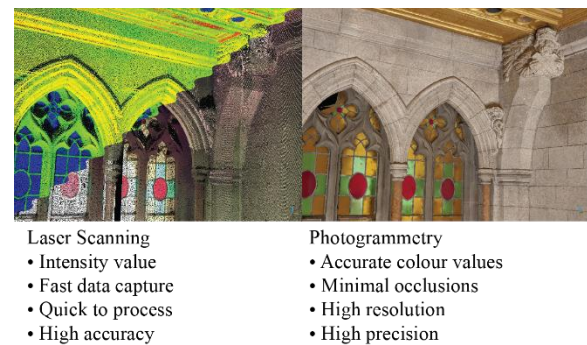 Laser Scanning
• Intensity value
• Fast data capture
• Quick to process
• High accuracy
Photogrammetry
• Accurate colour values
• Minimal occlusions
• High resolution
• High precision